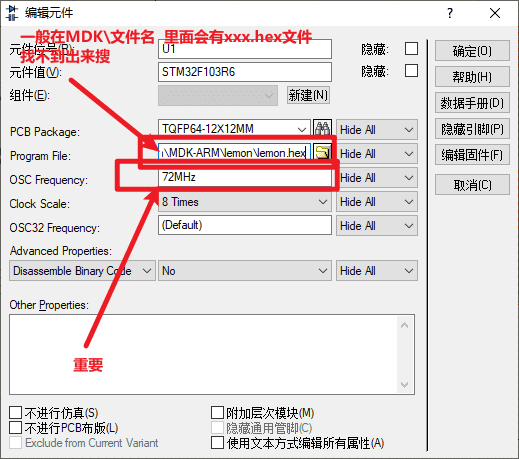 编辑元件
一般在MDK\文件名 里面会有xxx.hex文件
找不到出来搜
元件位号(R): U1 隐藏:
元件值(V): STM32F103R6 隐藏:
组件(E): 新建(N)
PCB Package: TQFP64-12X12MM Hide All
Program File: \MDK-ARM\lemon\lemon.hex Hide All
OSC Frequency: 72MHz Hide All
Clock Scale: 8 Times Hide All
OSC32 Frequency: (Default) Hide All
Advanced Properties:
Disassemble Binary Code No Hide All
Other Properties:
重要
不进行仿真(S) 附加层次模块(M)
不进行PCB布版(L) 隐藏通用管脚(C)
Exclude from Current Variant 使用文本方式编辑所有属性(A)
确定(O)
帮助(H)
数据手册(D)
隐藏引脚(P)
编辑固件(F)
取消(C)